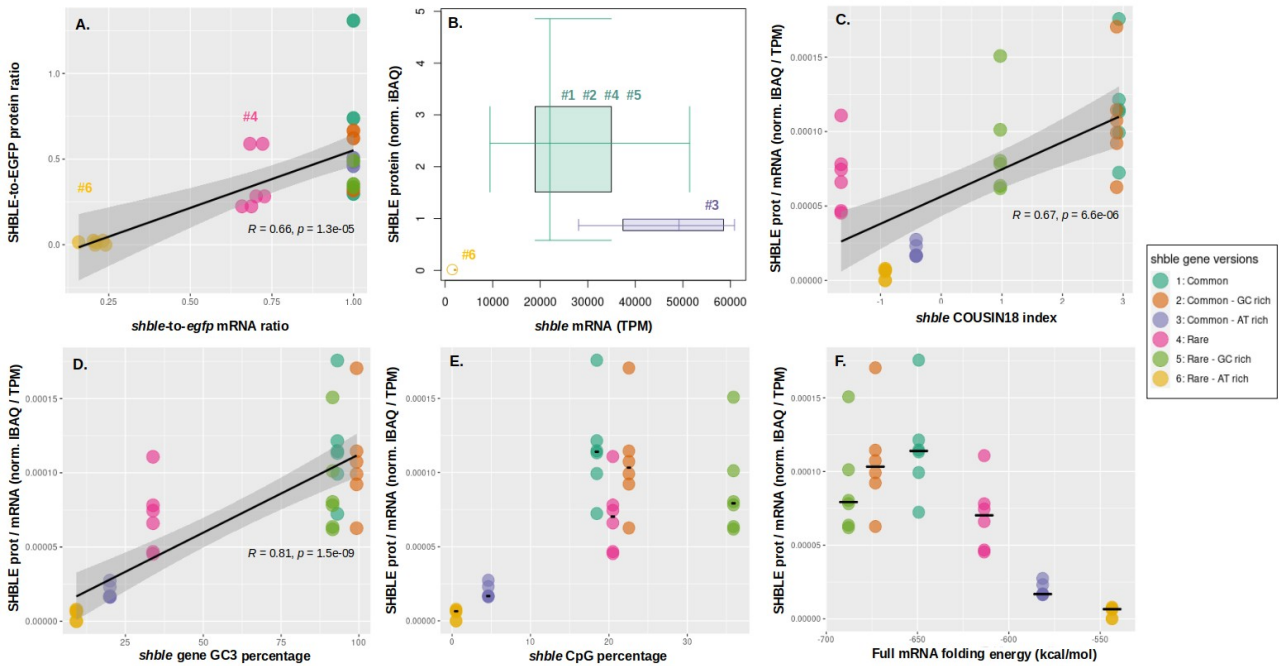 A.
SHBLE-to-EGFP protein ratio
1.0
0.5
0.0
#4
#6
R = 0.66, p = 1.3e-05
0.25
0.50
0.75
1.00
shble-to-egfp mRNA ratio
B.
SHBLE protein (norm. iBAQ)
5
4
3
2
1
0
#1 #2 #4 #5
#3
#6
0
10000
20000
30000
40000
50000
60000
shble mRNA (TPM)
C.
SHBLE prot / mRNA (norm. IBAQ / TPM)
0.00015
0.00010
0.00005
0.00000
R = 0.67, p = 6.6e-06
-1
0
1
2
3
shble COUSIN18 index
shble gene versions
1: Common
2: Common - GC rich
3: Common - AT rich
4: Rare
5: Rare - GC rich
6: Rare - AT rich
D.
SHBLE prot / mRNA (norm. IBAQ / TPM)
0.00015
0.00010
0.00005
0.00000
R = 0.81, p = 1.5e-09
25
50
75
100
shble gene GC3 percentage
E.
SHBLE prot / mRNA (norm. IBAQ / TPM)
0.00015
0.00010
0.00005
0.00000
0
10
20
30
shble CpG percentage
F.
SHBLE prot / mRNA (norm. IBAQ / TPM)
0.00015
0.00010
0.00005
0.00000
-700
-650
-600
-550
Full mRNA folding energy (kcal/mol)